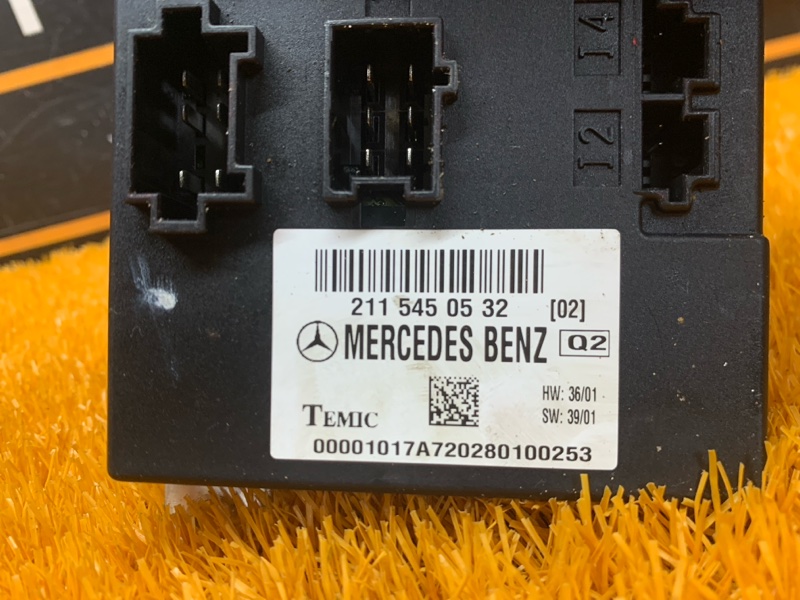 I4
I2
211 545 05 32 [02]
MERCEDES BENZ Q2
HW: 36/01
TEMIC SW: 39/01
00001017A720280100253